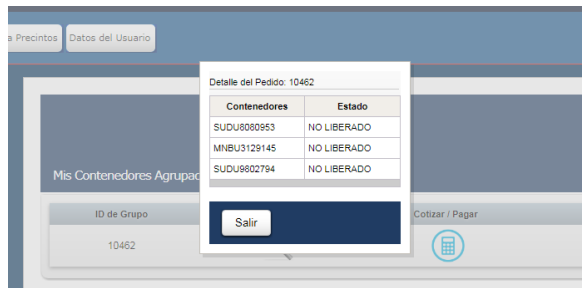 a Precintos
Datos del Usuario
Detalle del Pedido: 10462
Contenedores Estado
SUDU8080953 NO LIBERADO
MNBU3129145 NO LIBERADO
SUDU9802794 NO LIBERADO
Salir
Mis Contenedores Agrupac
ID de Grupo Cotizar / Pagar
10462